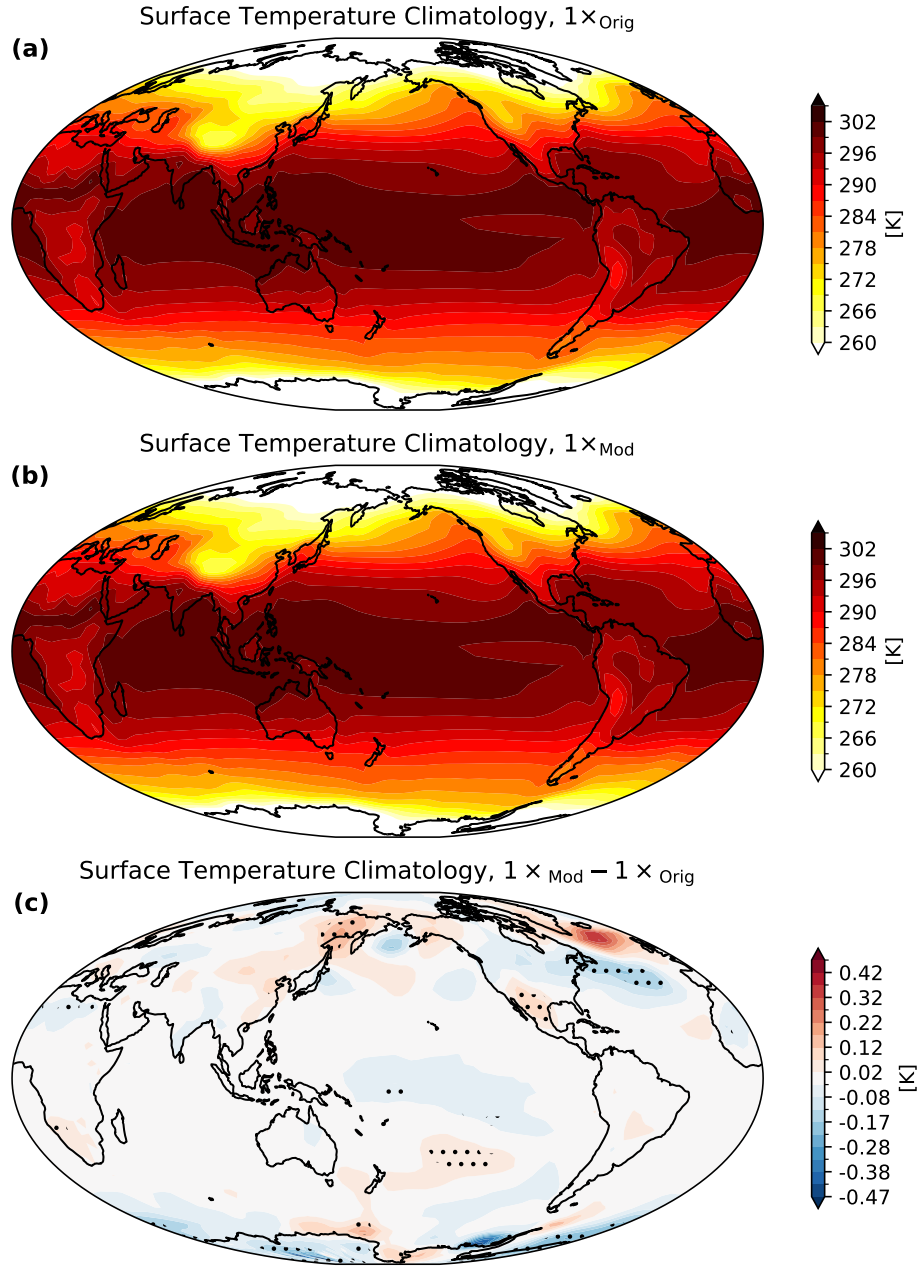 Surface Temperature Climatology, 1×Orig
(a)
302
296
290
284
278
272
266
260
[K]
Surface Temperature Climatology, 1×Mod
(b)
302
296
290
284
278
272
266
260
[K]
Surface Temperature Climatology, 1 × Mod − 1 × Orig
(c)
0.42
0.32
0.22
0.12
0.02
-0.08
-0.17
-0.28
-0.38
-0.47
[K]